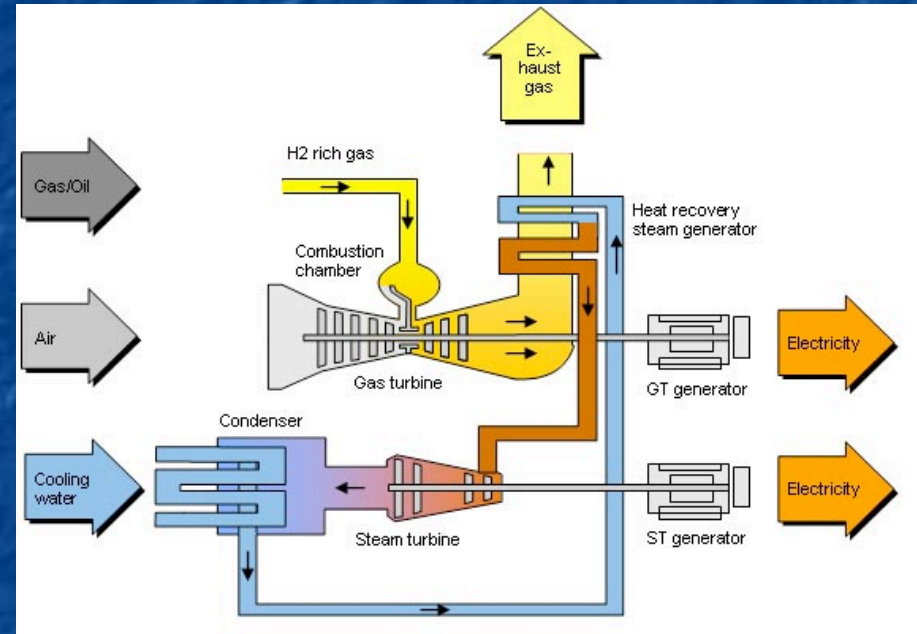 Ex-
haust
gas
H2 rich gas
Gas/Oil
Heat recovery
steam generator
Combustion
chamber
Air
Electricity
Gas turbine
GT generator
Condenser
Cooling
water
Electricity
Steam turbine
ST generator